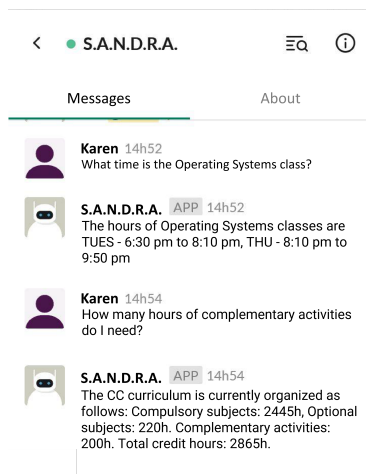 S.A.N.D.R.A.
Messages About
Karen 14h52
What time is the Operating Systems class?
S.A.N.D.R.A. APP 14h52
The hours of Operating Systems classes are
TUES - 6:30 pm to 8:10 pm, THU - 8:10 pm to
9:50 pm
Karen 14h54
How many hours of complementary activities
do I need?
S.A.N.D.R.A. APP 14h54
The CC curriculum is currently organized as
follows: Compulsory subjects: 2445h, Optional
subjects: 220h. Complementary activities:
200h. Total credit hours: 2865h.